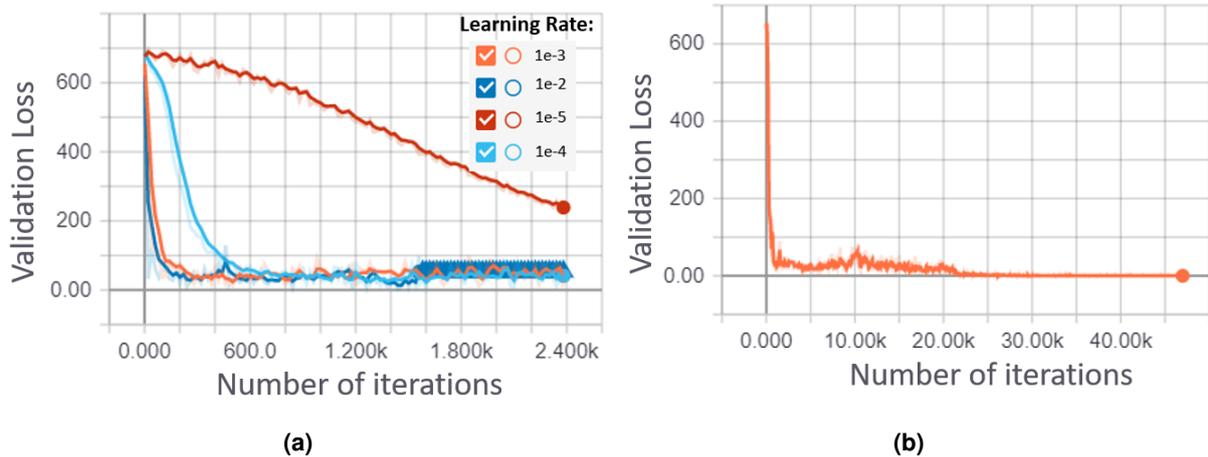 Learning Rate:
1e-3
1e-2
1e-5
1e-4
Validation Loss
600
400
200
0.00
0.000 600.0 1.200k 1.800k 2.400k
Number of iterations
(a)
Validation Loss
600
400
200
0.00
0.000 10.00k 20.00k 30.00k 40.00k
Number of iterations
(b)